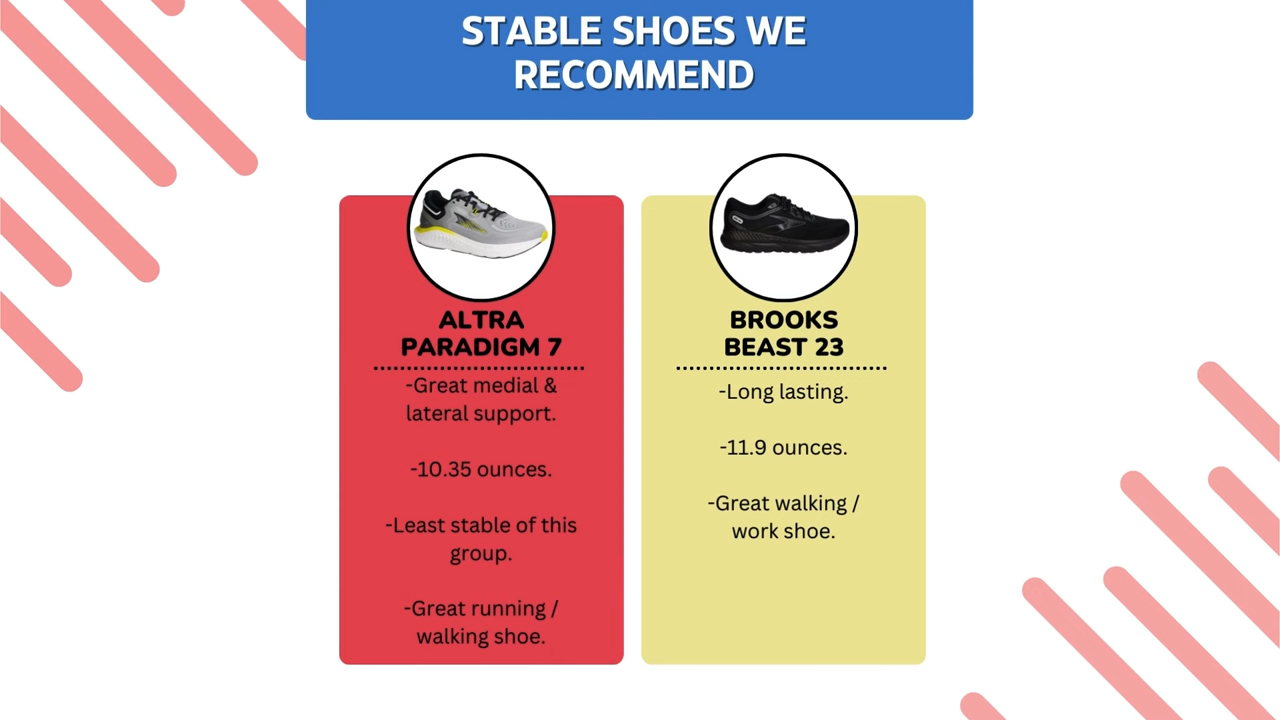 STABLE SHOES WE
RECOMMEND
ALTRA
PARADIGM 7
-Great medial &
lateral support.
-10.35 ounces.
-Least stable of this
group.
-Great running /
walking shoe.
BROOKS
BEAST 23
-Long lasting.
-11.9 ounces.
-Great walking /
work shoe.